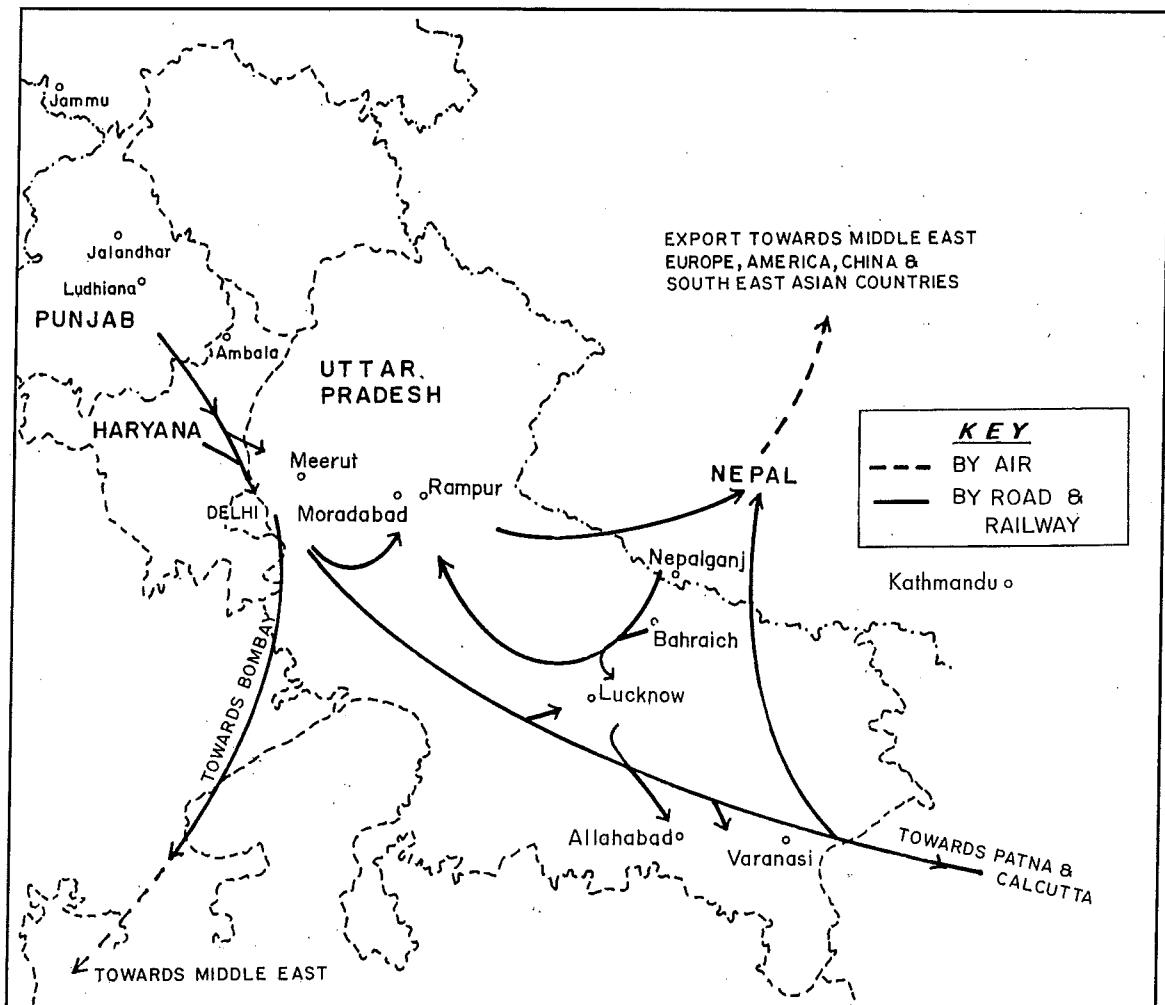 Jammu
Jalandhar
Ludhiana
PUNJAB
Ambala
EXPORT TOWARDS MIDDLE EAST
EUROPE, AMERICA, CHINA &
SOUTH EAST ASIAN COUNTRIES
UTTAR
PRADESH
HARYANA
KEY
BY AIR
BY ROAD &
RAILWAY
Meerut
NEPAL
DELHI
Moradabad
Rampur
Nepalganj
Kathmandu
Bahraich
TOWARDS BOMBAY
Lucknow
Allahabad
Varanasi
TOWARDS PATNA &
CALCUTTA
TOWARDS MIDDLE EAST